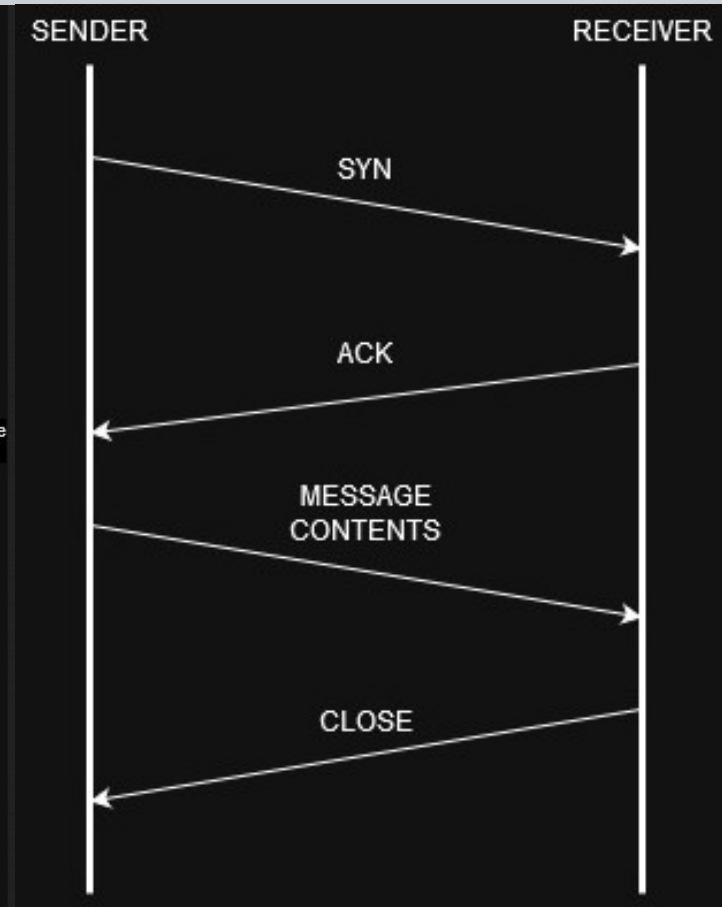 SENDER
RECEIVER
SYN
ACK
e
MESSAGE
CONTENTS
CLOSE